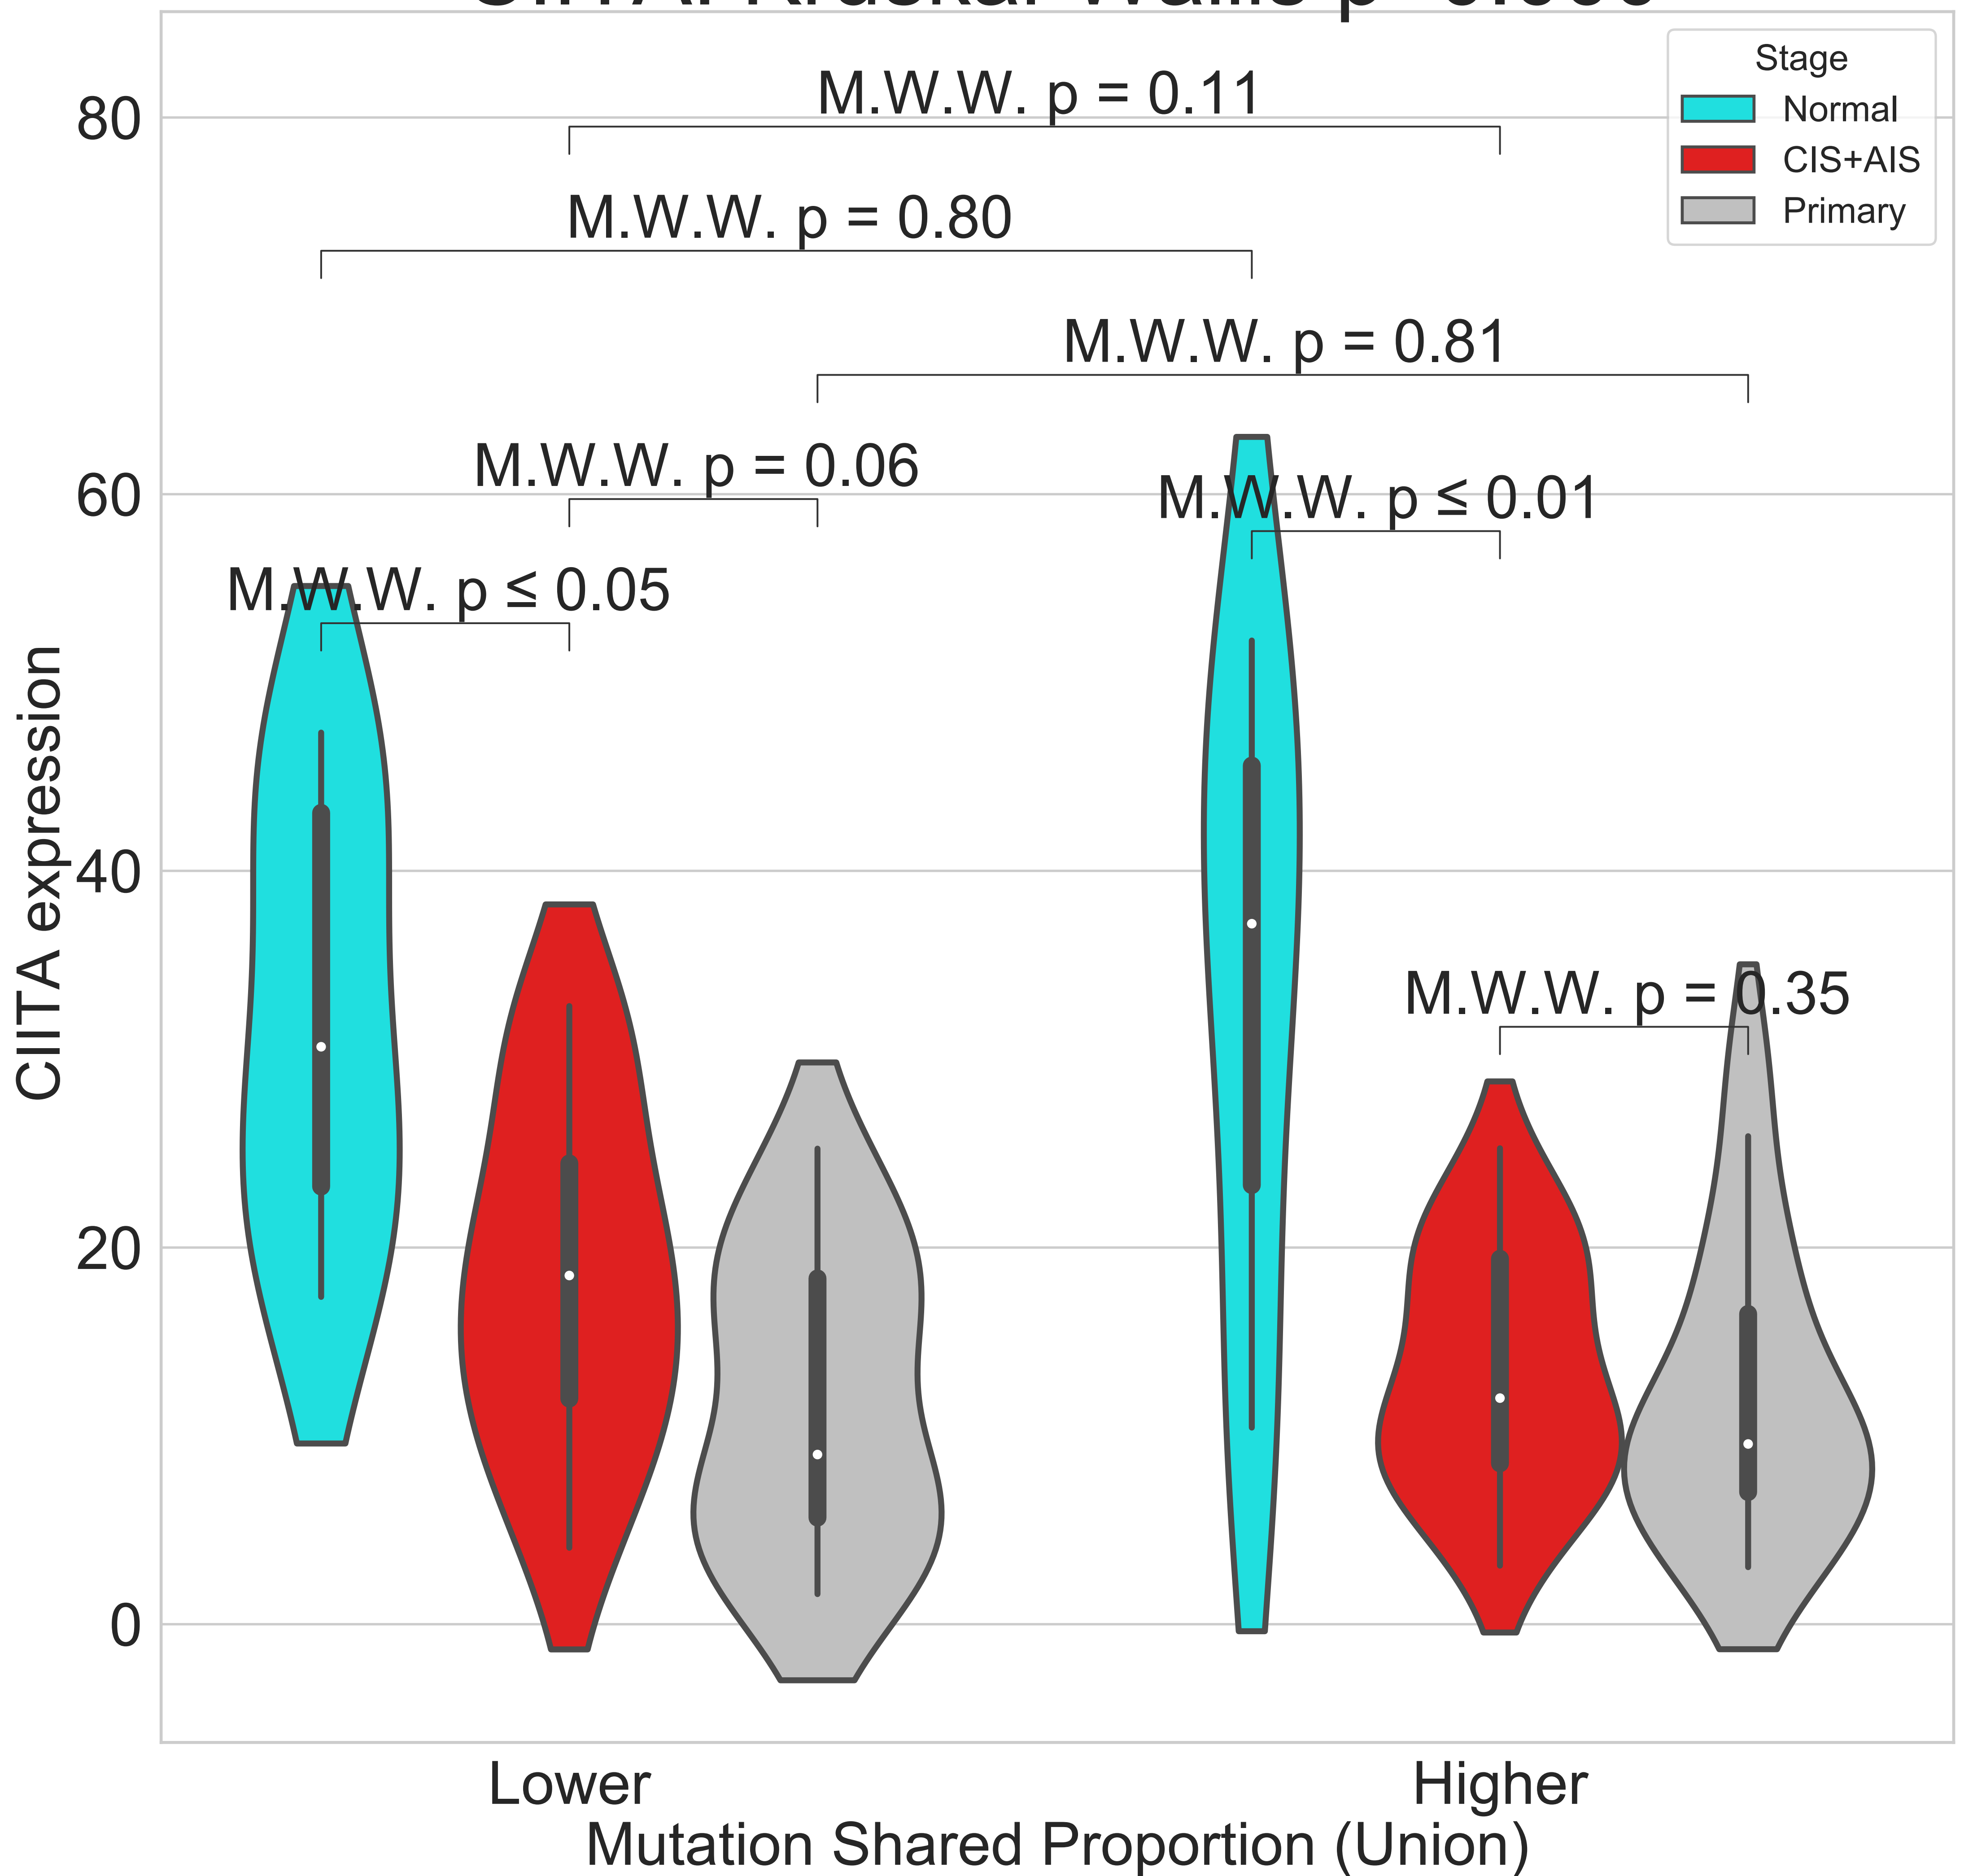 Stage
Normal
CIS+AIS
Primary
M.W.W. p = 0.11
M.W.W. p = 0.80
M.W.W. p = 0.81
M.W.W. p = 0.06
M.W.W. p ≤ 0.01
M.W.W. p ≤ 0.05
M.W.W. p = 0.35
CIITA expression
80
60
40
20
0
Lower
Higher
Mutation Shared Proportion (Union)